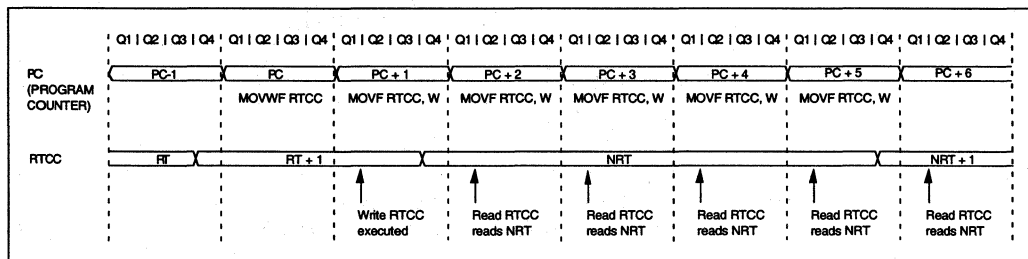 Q1 | Q2 | Q3 | Q4 Q1 | Q2 | Q3 | Q4 Q1 | Q2 | Q3 | Q4 Q1 | Q2 | Q3 | Q4 Q1 | Q2 | Q3 | Q4 Q1 | Q2 | Q3 | Q4 Q1 | Q2 | Q3 | Q4 Q1 | Q2 | Q3 | Q4
PC
(PROGRAM
COUNTER)
PC-1 PC PC + 1 PC + 2 PC + 3 PC + 4 PC + 5 PC + 6
MOVWF RTCC MOVF RTCC, W MOVF RTCC, W MOVF RTCC, W MOVF RTCC, W MOVF RTCC, W
RTCC RT RT + 1 NRT NRT + 1
Write RTCC Read RTCC Read RTCC Read RTCC Read RTCC Read RTCC
executed reads NRT reads NRT reads NRT reads NRT reads NRT